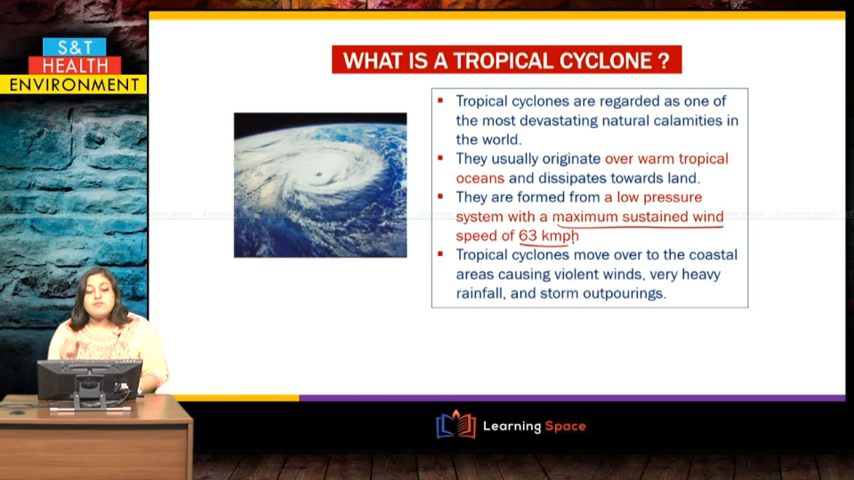 S&T
HEALTH
ENVIRONMENT
WHAT IS A TROPICAL CYCLONE ?
▪ Tropical cyclones are regarded as one of
the most devastating natural calamities in
the world.
▪ They usually originate over warm tropical
oceans and dissipates towards land.
▪ They are formed from a low pressure
system with a maximum sustained wind
speed of 63 kmph
▪ Tropical cyclones move over to the coastal
areas causing violent winds, very heavy
rainfall, and storm outpourings.
Learning Space